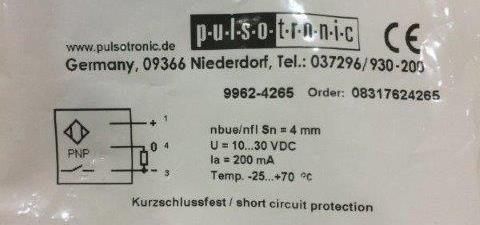 pulsotronic
CE
www.pulsotronic.de
Germany, 09366 Niederdorf, Tel.: 037296/930-200
9962-4265 Order: 08317624265
+ 1
PNP
0 4
- 3
nbue/nfl Sn = 4 mm
U = 10...30 VDC
Ia = 200 mA
Temp. -25...+70 °C
Kurzschlussfest / short circuit protection